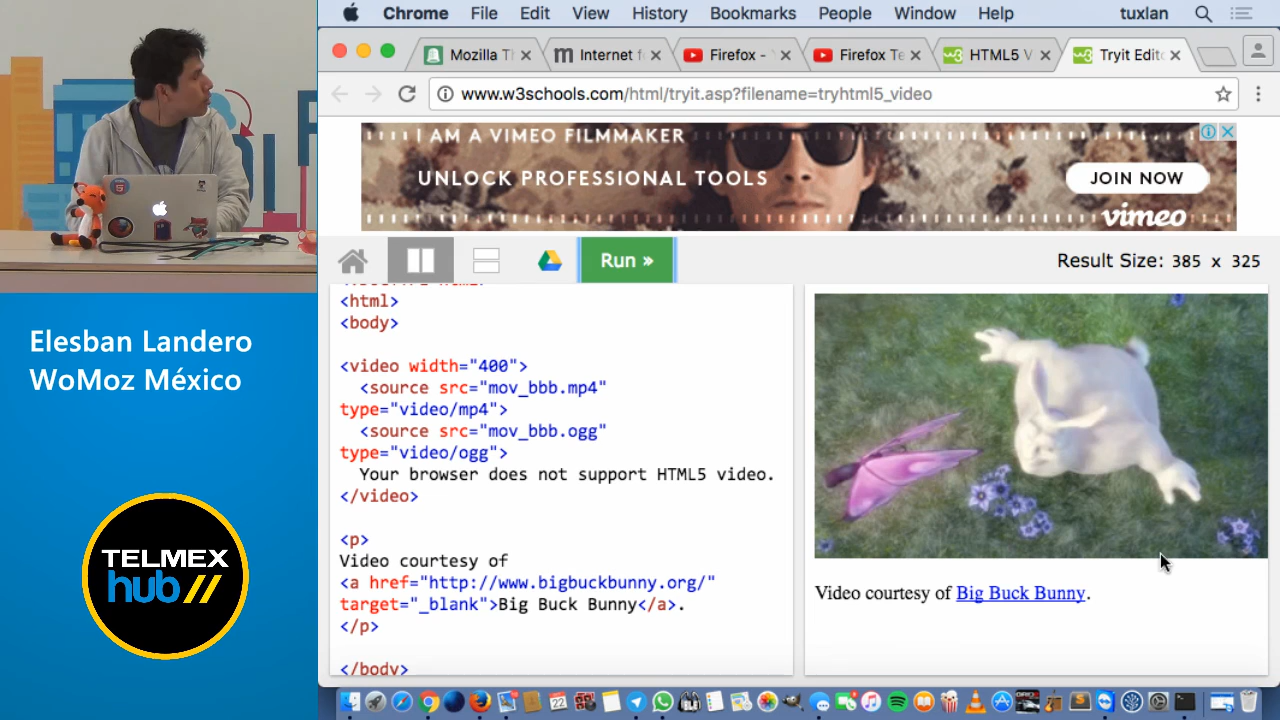 Chrome File Edit View History Bookmarks People Window Help tuxlan
Mozilla T
Internet
Firefox -
Firefox Te
HTML5 V
Tryit Edit
www.w3schools.com/html/tryit.asp?filename=tryhtml5_video
I AM A VIMEO FILMMAKER
UNLOCK PROFESSIONAL TOOLS
JOIN NOW
vimeo
Run »
Result Size: 385 x 325
<html>
<body>
<video width="400">
<source src="mov_bbb.mp4"
type="video/mp4">
<source src="mov_bbb.ogg"
type="video/ogg">
Your browser does not support HTML5 video.
</video>
<p>
Video courtesy of
<a href="http://www.bigbuckbunny.org/"
target="_blank">Big Buck Bunny</a>.
</p>
</body>
Video courtesy of Big Buck Bunny.
Elesban Landero
WoMoz México
TELMEX
hub//